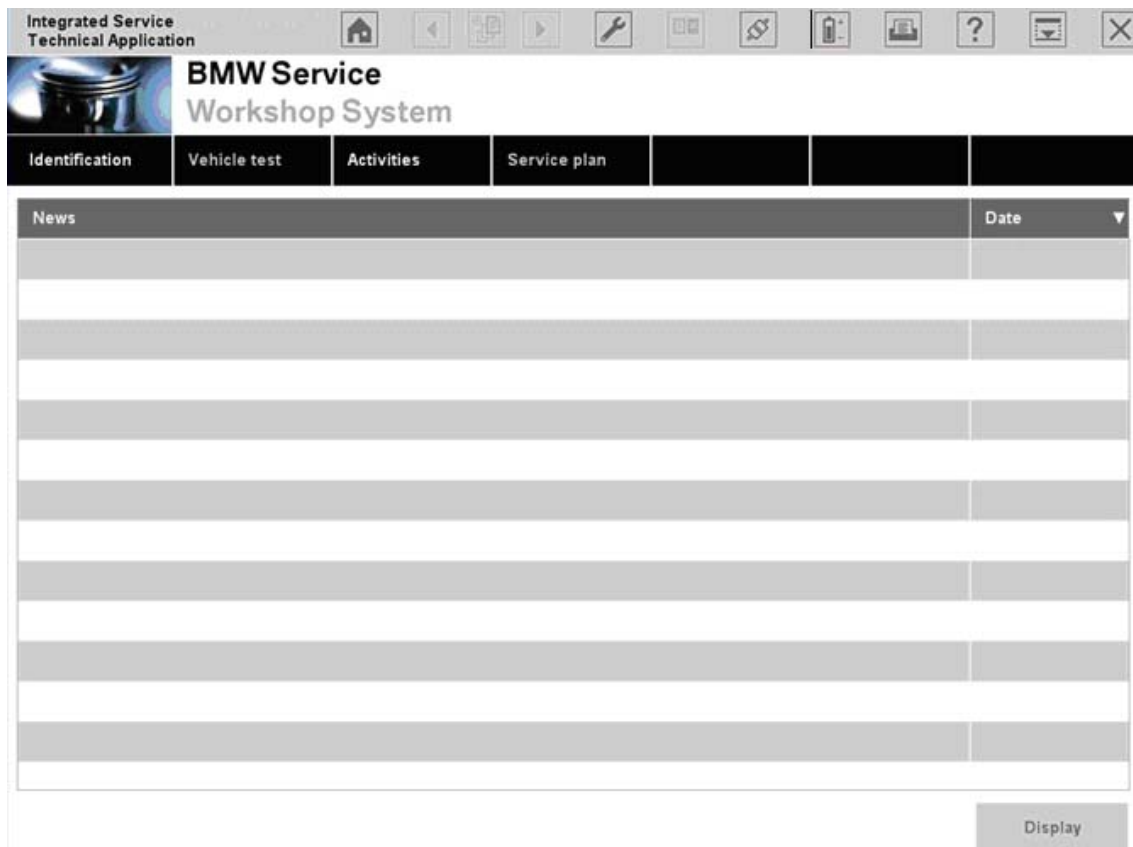 Integrated Service
Technical Application
?
BMW Service
Workshop System
Identification
Vehicle test
Activities
Service plan
News
Date
Display